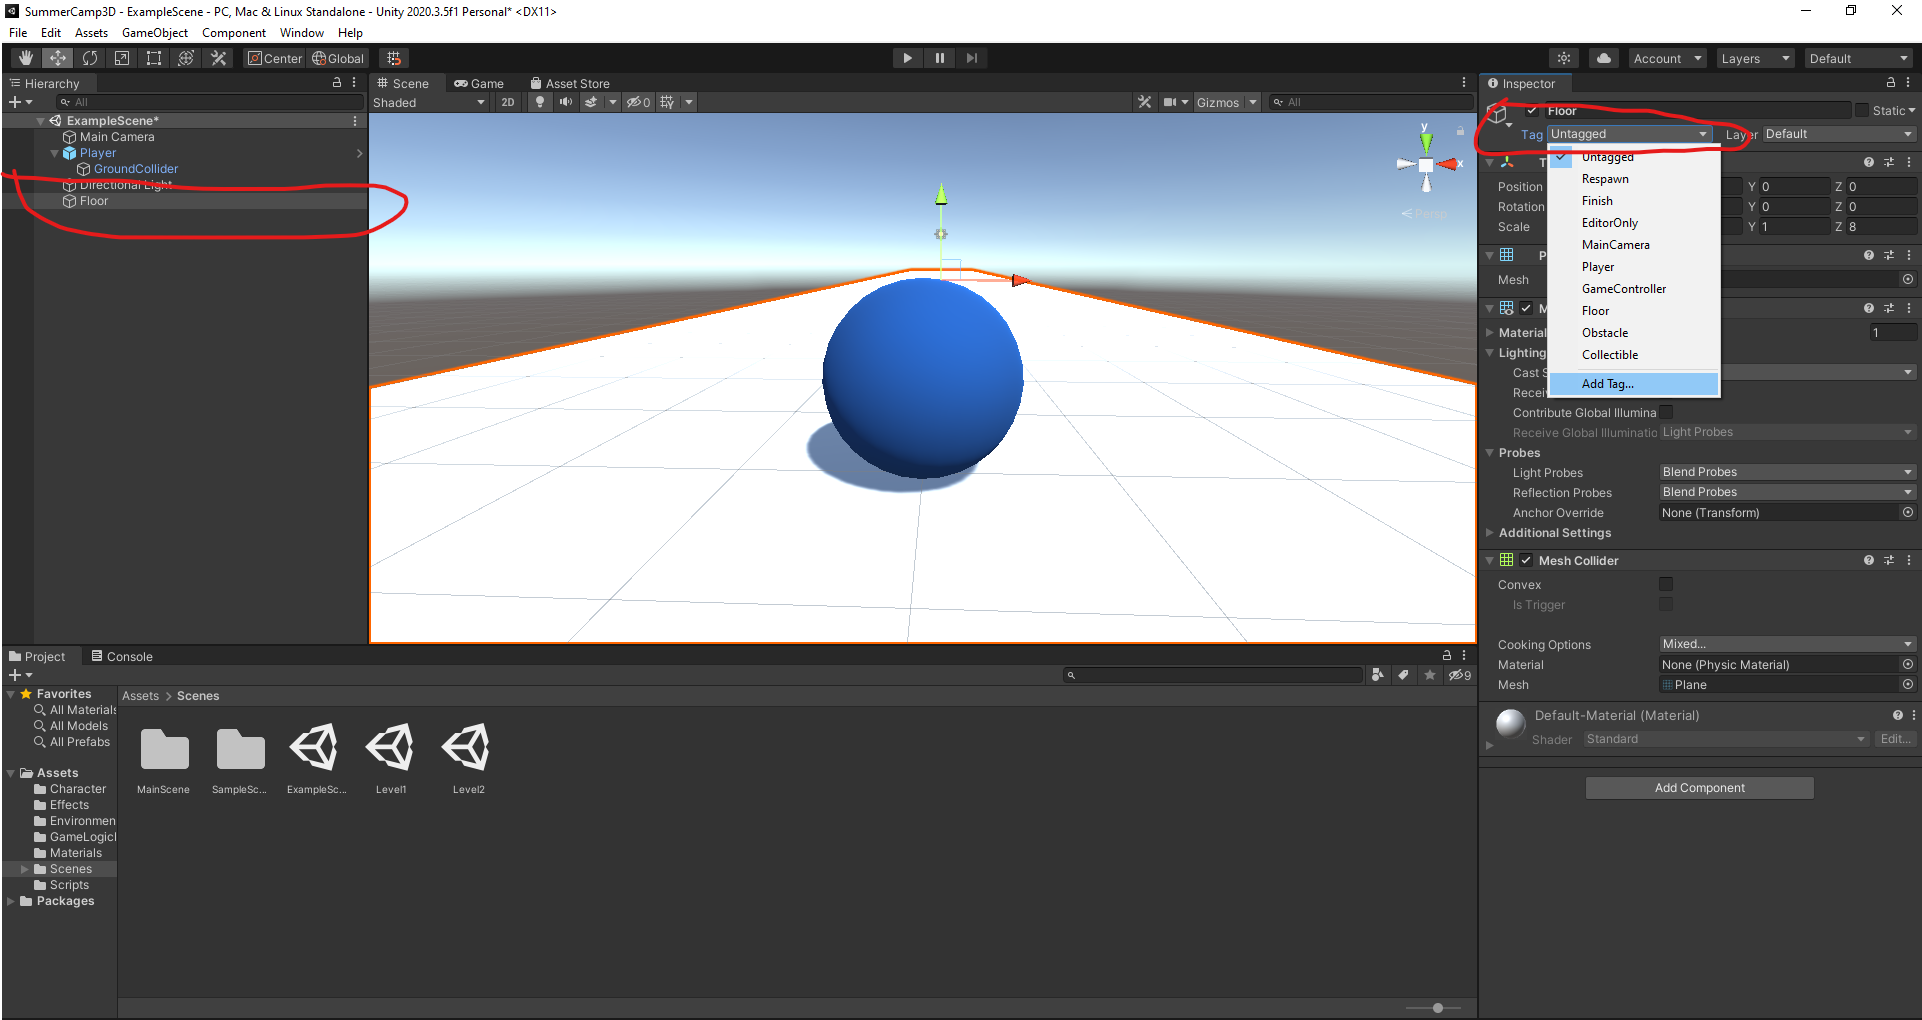 SummerCamp3D - ExampleScene - PC, Mac & Linux Standalone - Unity 2020.3.5f1 Personal* <DX11>
File Edit Assets GameObject Component Window Help
Center Global
Account Layers Default
Hierarchy
All
ExampleScene*
Main Camera
Player
GroundCollider
Directional Light
Floor
Scene Game Asset Store
Shaded 2D 0 Gizmos All
y
x
Persp
Inspector
Floor Static
Tag Untagged Layer Default
Untagged
Respawn
Finish
EditorOnly
MainCamera
Player
GameController
Floor
Obstacle
Collectible
Add Tag...
T
Position Y 0 Z 0
Rotation Y 0 Z 0
Scale Y 1 Z 8
P
Mesh
M
Material 1
Lighting
Cast S
Recei
Contribute Global Illumina
Receive Global Illuminatio Light Probes
Probes
Light Probes Blend Probes
Reflection Probes Blend Probes
Anchor Override None (Transform)
Additional Settings
Mesh Collider
Convex
Is Trigger
Cooking Options Mixed...
Material None (Physic Material)
Mesh Plane
Default-Material (Material)
Shader Standard Edit...
Add Component
Project Console
9
Favorites
All Materials
All Models
All Prefabs
Assets
Character
Effects
Environmen
GameLogicI
Materials
Scenes
Scripts
Packages
Assets > Scenes
MainScene SampleSc... ExampleSc... Level1 Level2